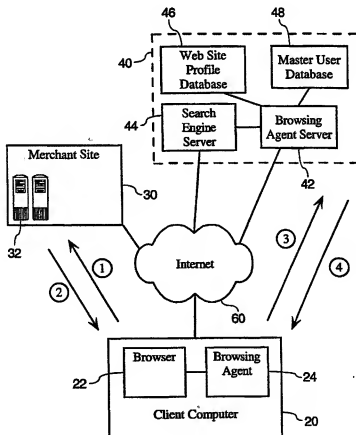 46
48
40
Web Site
Profile
Database
Master User
Database
44
Search
Engine
Server
Browsing
Agent Server
42
Merchant Site
30
32
Internet
60
1
2
3
4
Browser
Browsing
Agent
22
24
Client Computer
20